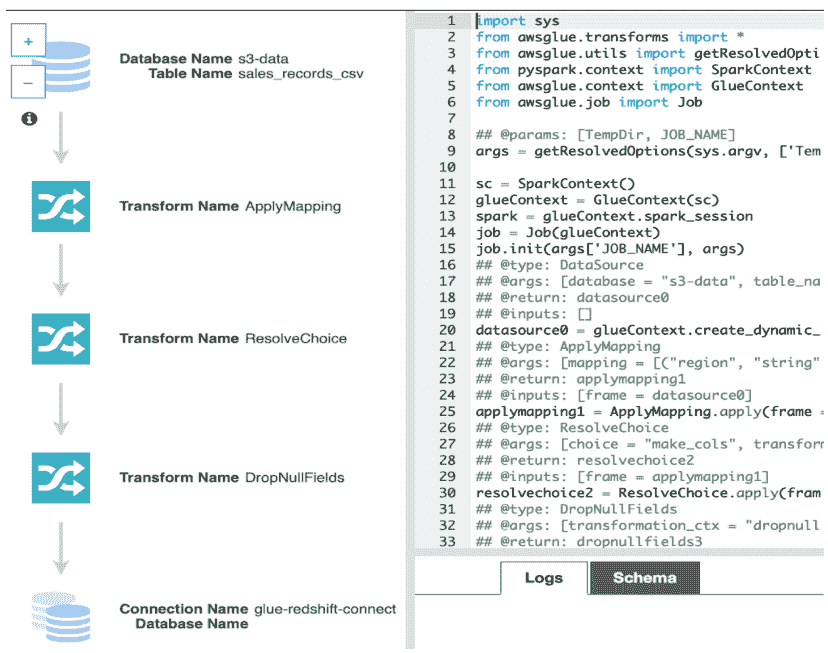 Database Name s3-data
Table Name sales_records_csv
Transform Name ApplyMapping
Transform Name ResolveChoice
Transform Name DropNullFields
Connection Name glue-redshift-connect
Database Name
1 import sys
2 from awsglue.transforms import *
3 from awsglue.utils import getResolvedOpti
4 from pyspark.context import SparkContext
5 from awsglue.context import GlueContext
6 from awsglue.job import Job
7
8 ## @params: [TempDir, JOB_NAME]
9 args = getResolvedOptions(sys.argv, ['Tem
10
11 sc = SparkContext()
12 glueContext = GlueContext(sc)
13 spark = glueContext.spark_session
14 job = Job(glueContext)
15 job.init(args['JOB_NAME'], args)
16 ## @type: DataSource
17 ## @args: [database = "s3-data", table_na
18 ## @return: datasource0
19 ## @inputs: []
20 datasource0 = glueContext.create_dynamic_
21 ## @type: ApplyMapping
22 ## @args: [mapping = [("region", "string"
23 ## @return: applymapping1
24 ## @inputs: [frame = datasource0]
25 applymapping1 = ApplyMapping.apply(frame =
26 ## @type: ResolveChoice
27 ## @args: [choice = "make_cols", transform
28 ## @return: resolvechoice2
29 ## @inputs: [frame = applymapping1]
30 resolvechoice2 = ResolveChoice.apply(fram
31 ## @type: DropNullFields
32 ## @args: [transformation_ctx = "dropnull
33 ## @return: dropnullfields3
Logs
Schema